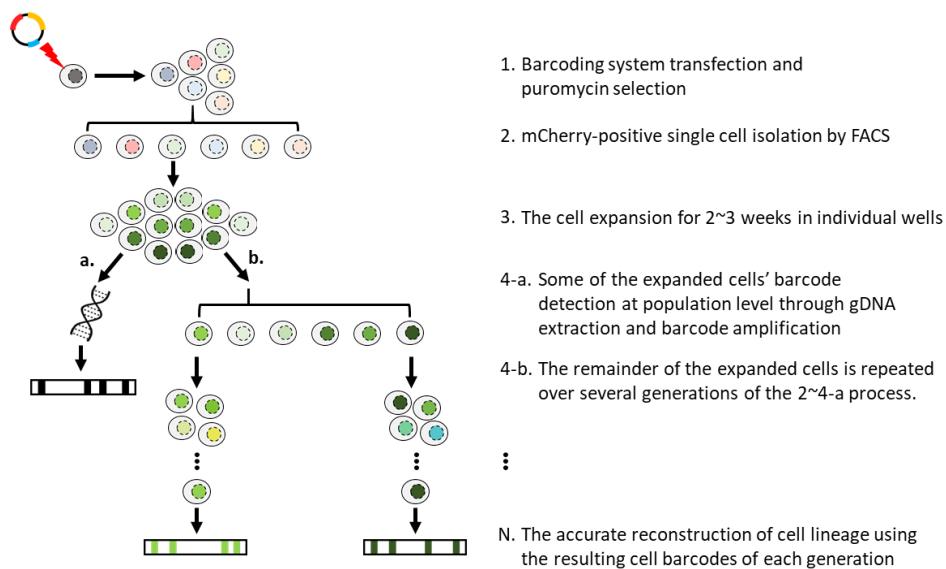 1. Barcoding system transfection and
puromycin selection
2. mCherry-positive single cell isolation by FACS
3. The cell expansion for 2~3 weeks in individual wells
a.
b.
4-a. Some of the expanded cells’ barcode
detection at population level through gDNA
extraction and barcode amplification
4-b. The remainder of the expanded cells is repeated
over several generations of the 2~4-a process.
N. The accurate reconstruction of cell lineage using
the resulting cell barcodes of each generation